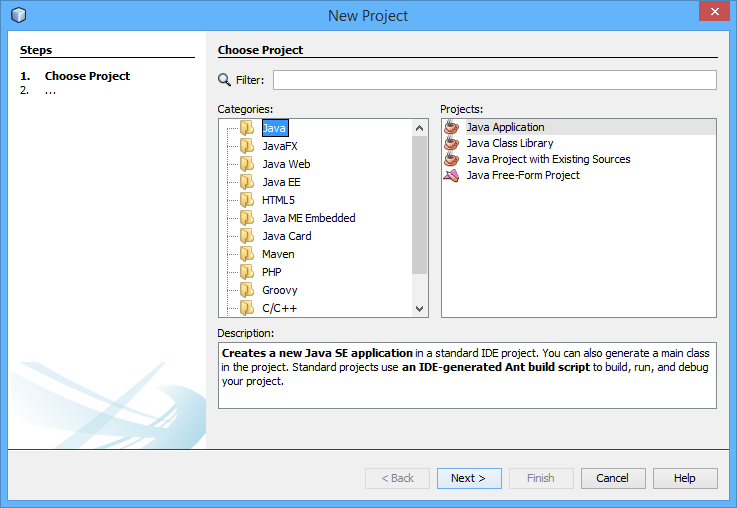 New Project
Steps
1. Choose Project
2. ...
Choose Project
Filter:
Categories:
Java
JavaFX
Java Web
Java EE
HTML5
Java ME Embedded
Java Card
Maven
PHP
Groovy
C/C++
Projects:
Java Application
Java Class Library
Java Project with Existing Sources
Java Free-Form Project
Description:
Creates a new Java SE application in a standard IDE project. You can also generate a main class
in the project. Standard projects use an IDE-generated Ant build script to build, run, and debug
your project.
< Back
Next >
Finish
Cancel
Help